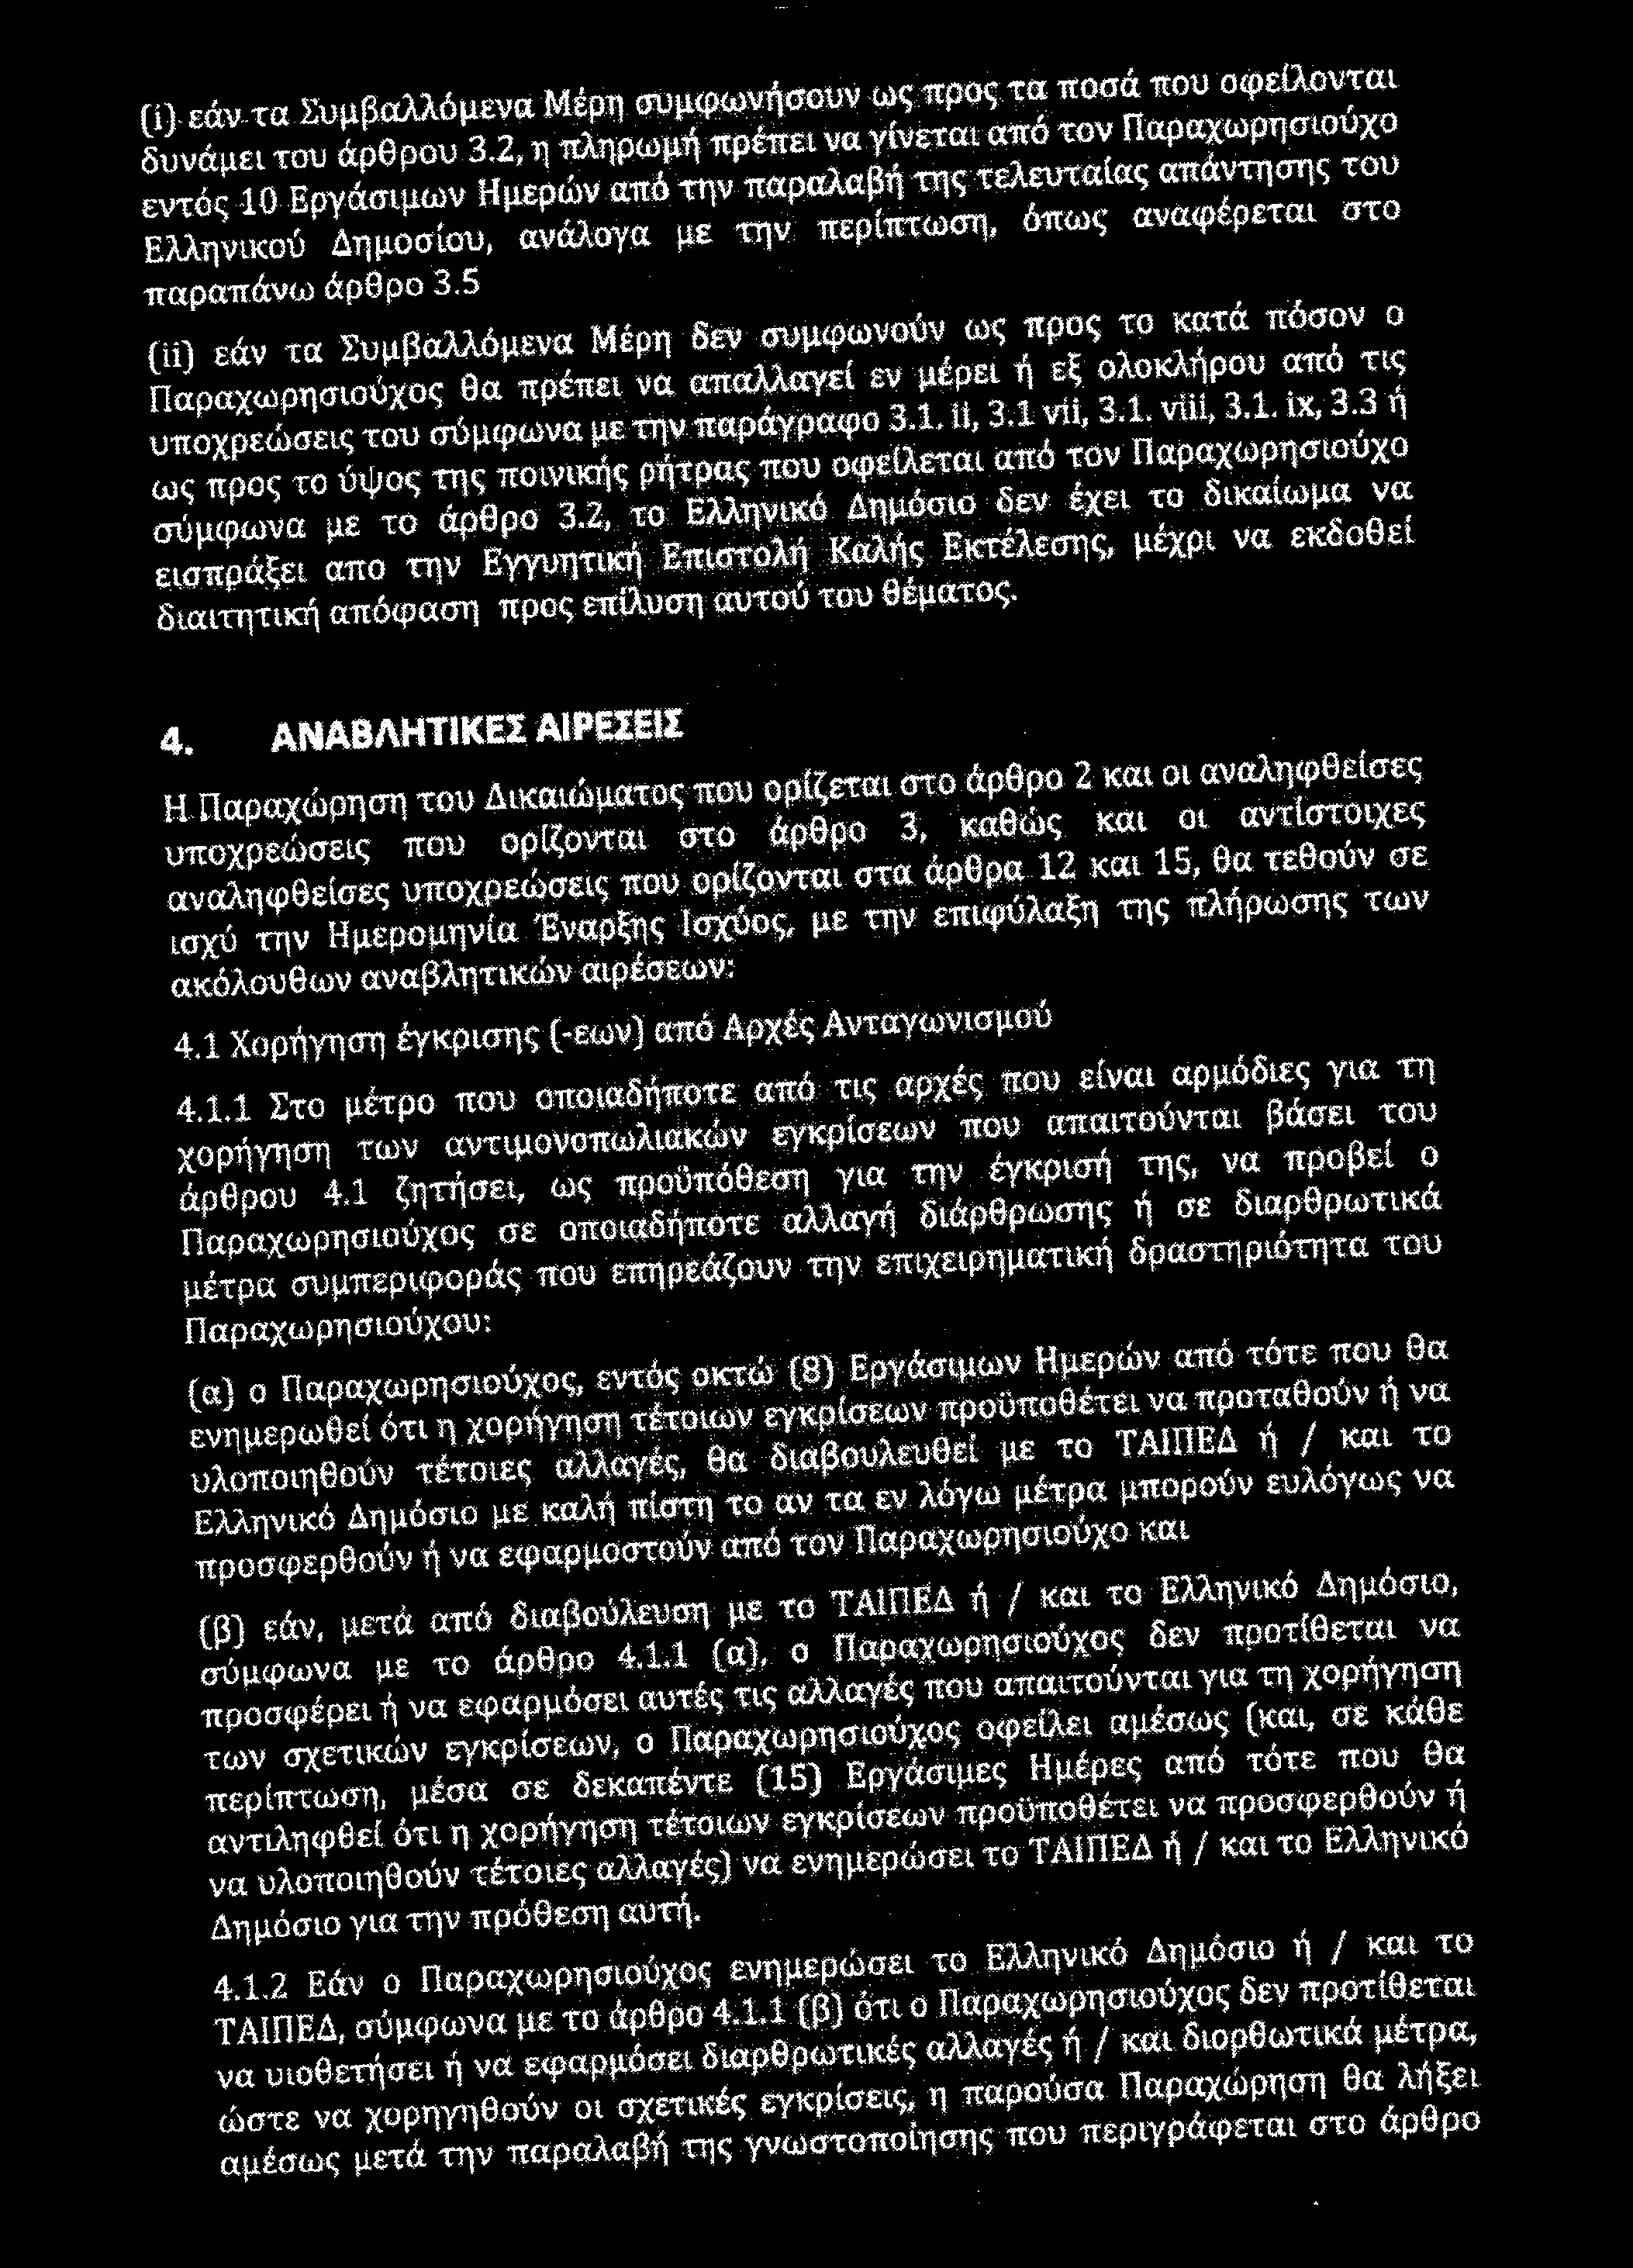 (i) εάν τα Συμβαλλόμενα Μέρη συμφωνήσουν ως προς τα ποσά που οφείλονται
δυνάμει του άρθρου 3.2, η πληρωμή πρέπει να γίνεται από τον Παραχωρησιούχο
εντός 10 Εργάσιμων Ημερών από την παραλαβή της τελευταίας απάντησης του
Ελληνικού Δημοσίου, ανάλογα με την περίπτωση, όπως αναφέρεται στο
παραπάνω άρθρο 3.5
(ii) εάν τα Συμβαλλόμενα Μέρη δεν συμφωνούν ως προς το κατά πόσον ο
Παραχωρησιούχος θα πρέπει να απαλλαγεί εν μέρει ή εξ ολοκλήρου από τις
υποχρεώσεις του σύμφωνα με την παράγραφο 3.1. ii, 3.1 vii, 3.1. viii, 3.1. ix, 3.3 ή
ως προς το ύψος της ποινικής ρήτρας που οφείλεται από τον Παραχωρησιούχο
σύμφωνα με το άρθρο 3.2, το Ελληνικό Δημόσιο δεν έχει το δικαίωμα να
εισπράξει απο την Εγγυητική Επιστολή Καλής Εκτέλεσης, μέχρι να εκδοθεί
διαιτητική απόφαση προς επίλυση αυτού του θέματος.
4. ΑΝΑΒΛΗΤΙΚΕΣ ΑΙΡΕΣΕΙΣ
Η Παραχώρηση του Δικαιώματος που ορίζεται στο άρθρο 2 και οι αναληφθείσες
υποχρεώσεις που ορίζονται στο άρθρο 3, καθώς και οι αντίστοιχες
αναληφθείσες υποχρεώσεις που ορίζονται στα άρθρα 12 και 15, θα τεθούν σε
ισχύ την Ημερομηνία Έναρξης Ισχύος, με την επιφύλαξη της πλήρωσης των
ακόλουθων αναβλητικών αιρέσεων:
4.1 Χορήγηση έγκρισης (-εων) από Αρχές Ανταγωνισμού
4.1.1 Στο μέτρο που οποιαδήποτε από τις αρχές που είναι αρμόδιες για τη
χορήγηση των αντιμονοπωλιακών εγκρίσεων που απαιτούνται βάσει του
άρθρου 4.1 ζητήσει, ως προϋπόθεση για την έγκρισή της, να προβεί ο
Παραχωρησιούχος σε οποιαδήποτε αλλαγή διάρθρωσης ή σε διαρθρωτικά
μέτρα συμπεριφοράς που επηρεάζουν την επιχειρηματική δραστηριότητα του
Παραχωρησιούχου:
(α) ο Παραχωρησιούχος, εντός οκτώ (8) Εργάσιμων Ημερών από τότε που θα
ενημερωθεί ότι η χορήγηση τέτοιων εγκρίσεων προϋποθέτει να προταθούν ή να
υλοποιηθούν τέτοιες αλλαγές, θα διαβουλευθεί με το ΤΑΙΠΕΔ ή / και το
Ελληνικό Δημόσιο με καλή πίστη το αν τα εν λόγω μέτρα μπορούν ευλόγως να
προσφερθούν ή να εφαρμοστούν από τον Παραχωρησιούχο και
(β) εάν, μετά από διαβούλευση με το ΤΑΙΠΕΔ ή / και το Ελληνικό Δημόσιο,
σύμφωνα με το άρθρο 4.1.1 (α), ο Παραχωρησιούχος δεν προτίθεται να
προσφέρει ή να εφαρμόσει αυτές τις αλλαγές που απαιτούνται για τη χορήγηση
των σχετικών εγκρίσεων, ο Παραχωρησιούχος οφείλει αμέσως (και, σε κάθε
περίπτωση, μέσα σε δεκαπέντε (15) Εργάσιμες Ημέρες από τότε που θα
αντιληφθεί ότι η χορήγηση τέτοιων εγκρίσεων προϋποθέτει να προσφερθούν ή
να υλοποιηθούν τέτοιες αλλαγές) να ενημερώσει το ΤΑΙΠΕΔ ή / και το Ελληνικό
Δημόσιο για την πρόθεση αυτή.
4.1.2 Εάν ο Παραχωρησιούχος ενημερώσει το Ελληνικό Δημόσιο ή / και το
ΤΑΙΠΕΔ, σύμφωνα με το άρθρο 4.1.1 (β) ότι ο Παραχωρησιούχος δεν προτίθεται
να υιοθετήσει ή να εφαρμόσει διαρθρωτικές αλλαγές ή / και διορθωτικά μέτρα,
ώστε να χορηγηθούν οι σχετικές εγκρίσεις, η παρούσα Παραχώρηση θα λήξει
αμέσως μετά την παραλαβή της γνωστοποίησης που περιγράφεται στο άρθρο